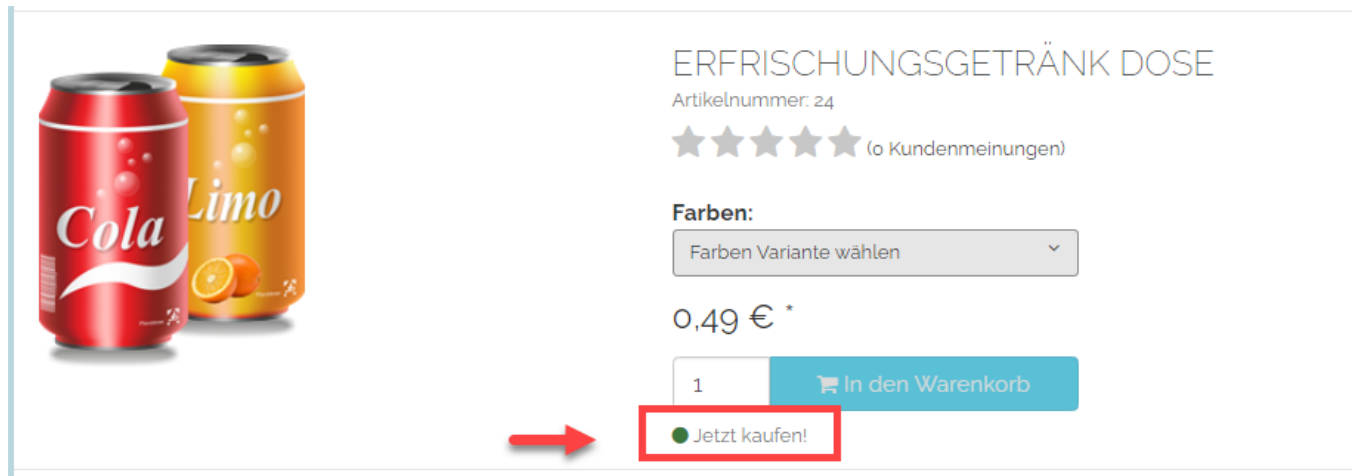 ERFRISCHUNGSGETRÄNK DOSE
Artikelnummer: 24
(0 Kundenmeinungen)
Farben:
Farben Variante wählen
0,49 € *
1
In den Warenkorb
Jetzt kaufen!
Cola
Limo